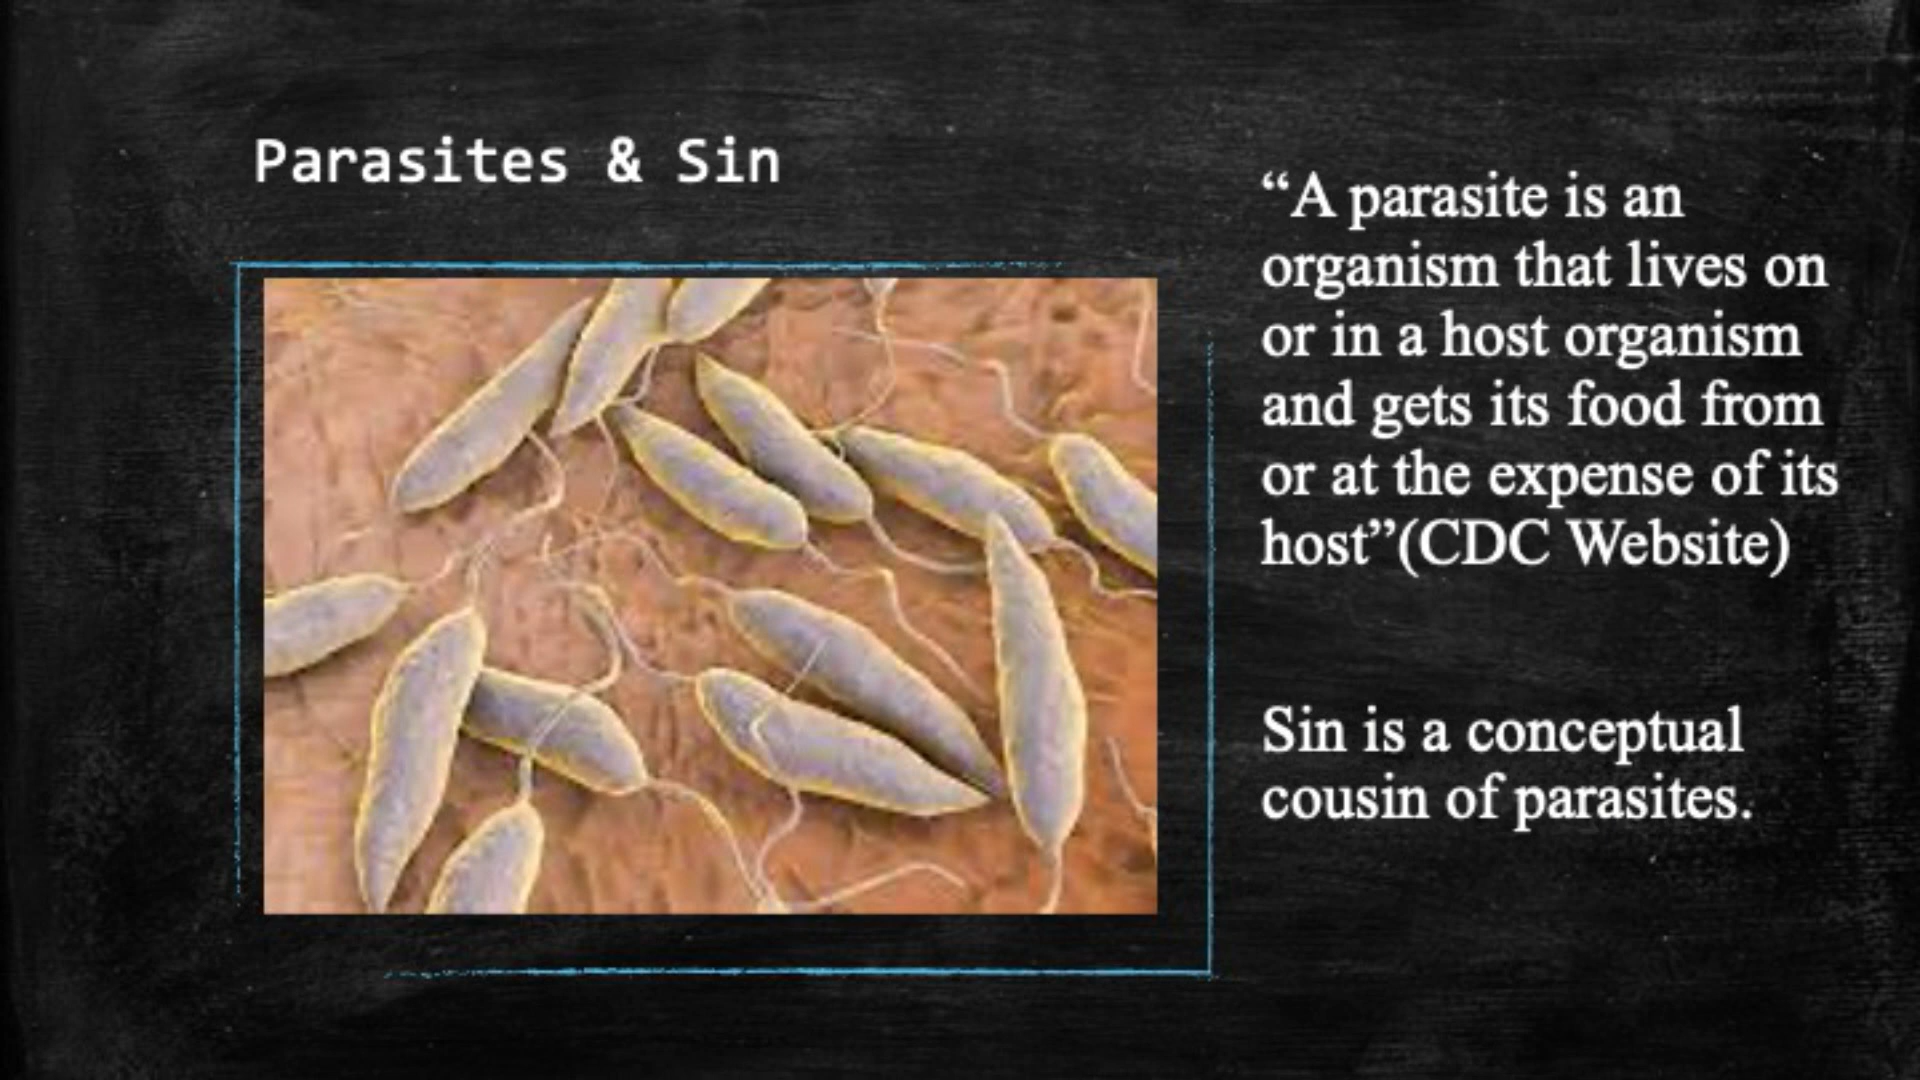 Parasites & Sin
“A parasite is an
organism that lives on
or in a host organism
and gets its food from
or at the expense of its
host”(CDC Website)
Sin is a conceptual
cousin of parasites.